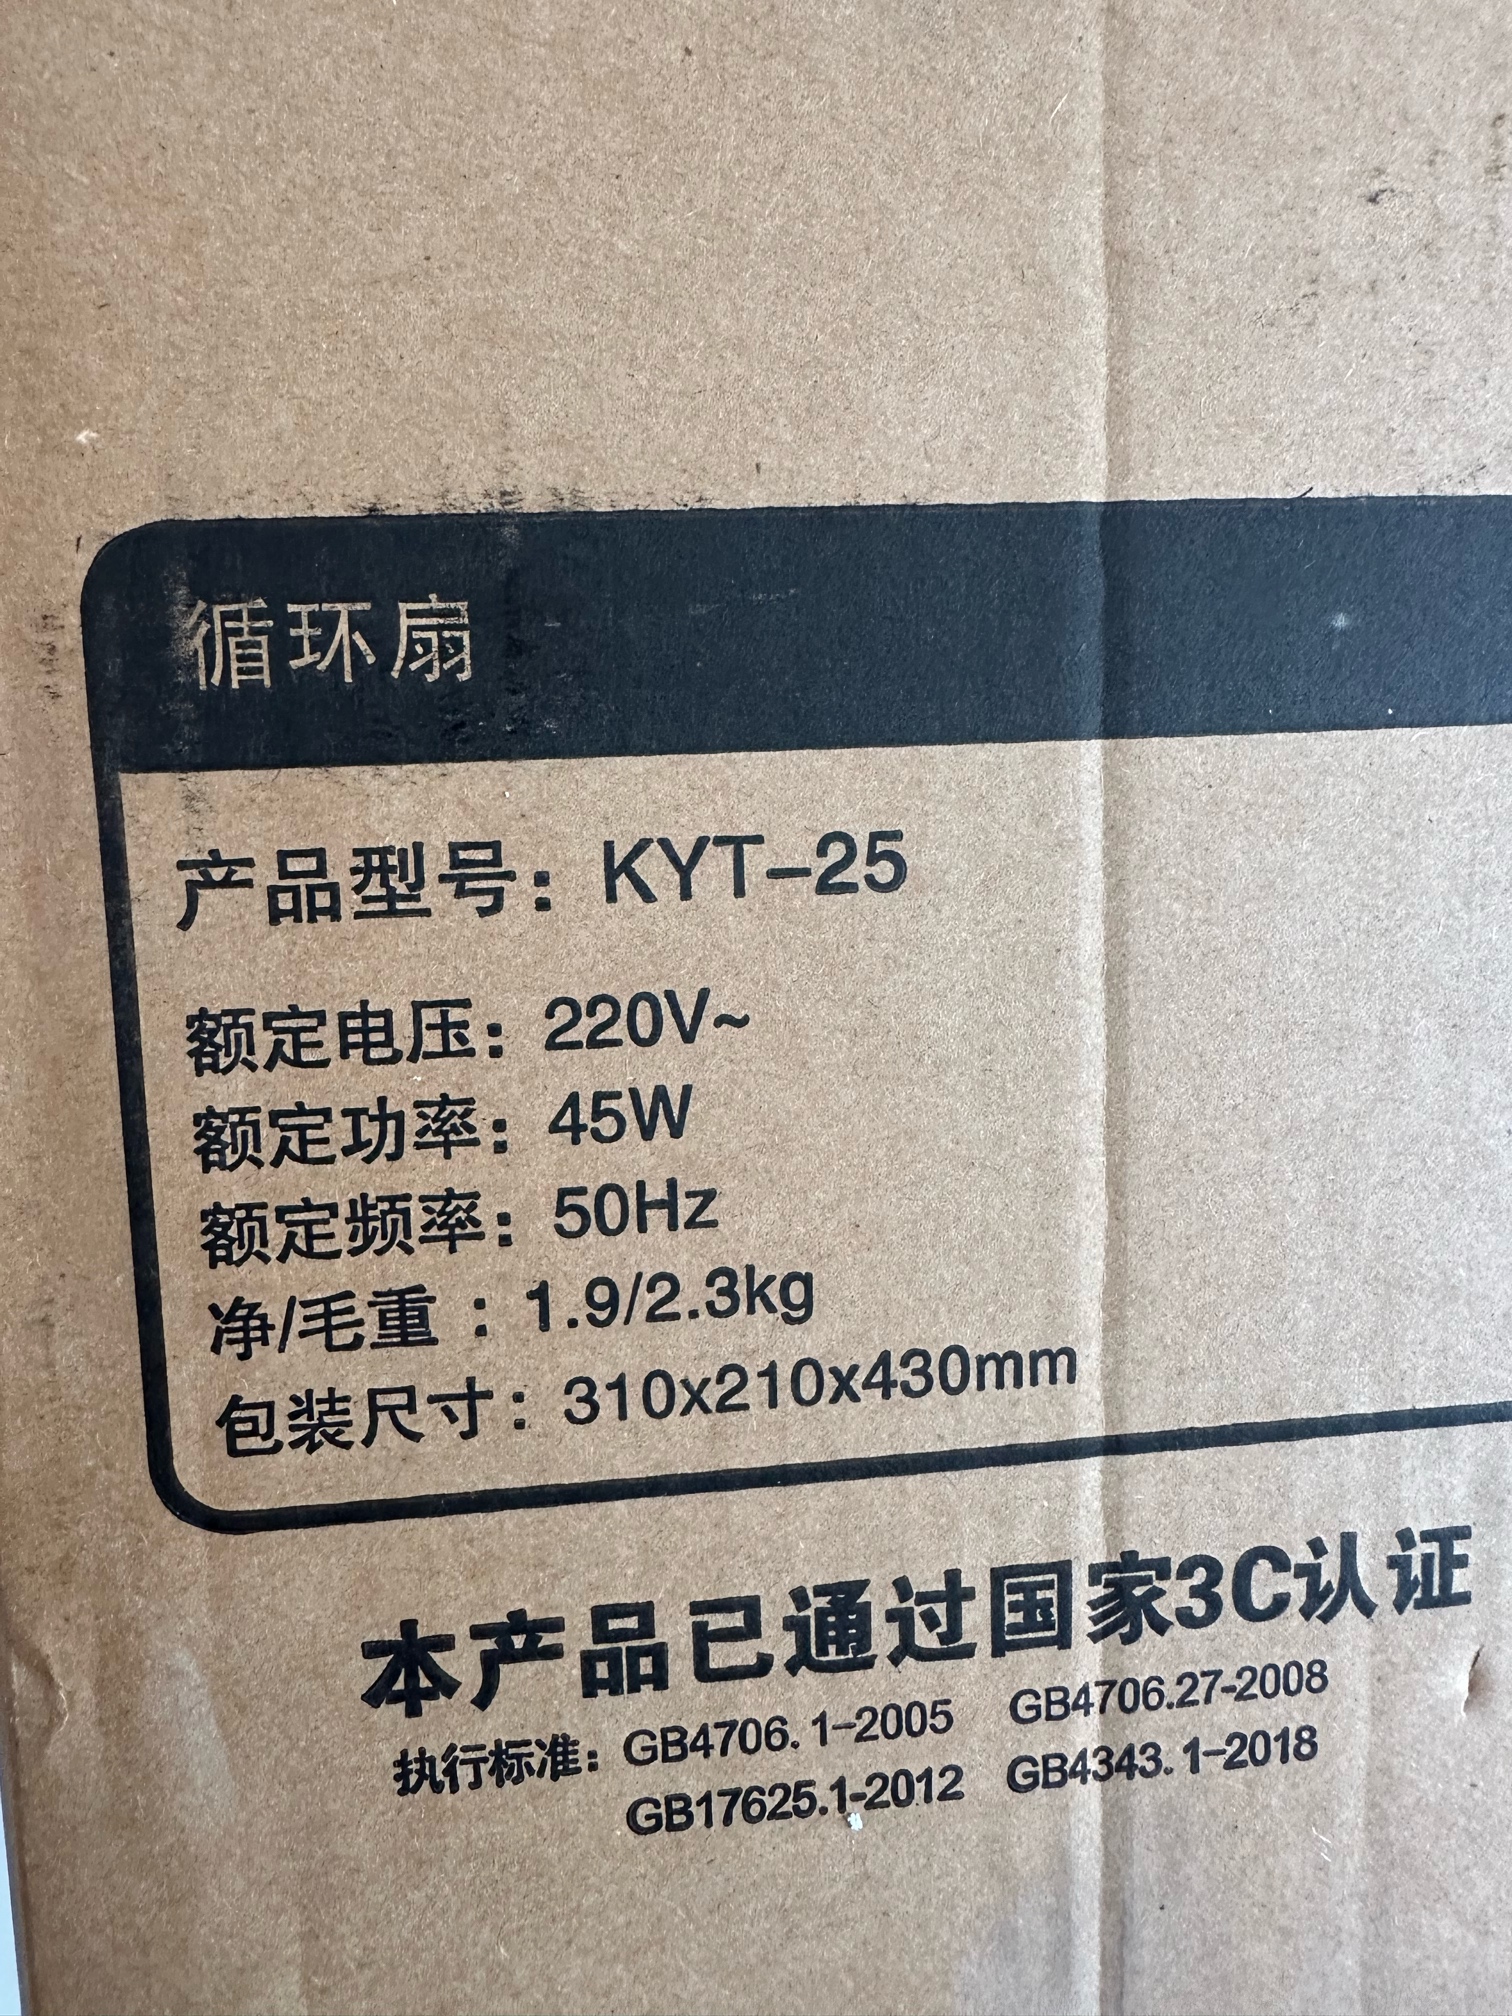 循环扇
产品型号：KYT-25
额定电压：220V~
额定功率：45W
额定频率：50Hz
净/毛重：1.9/2.3kg
包装尺寸：310x210x430mm
本产品已通过国家3C认证
执行标准：GB4706.1-2005 GB4706.27-2008
GB17625.1-2012 GB4343.1-2018